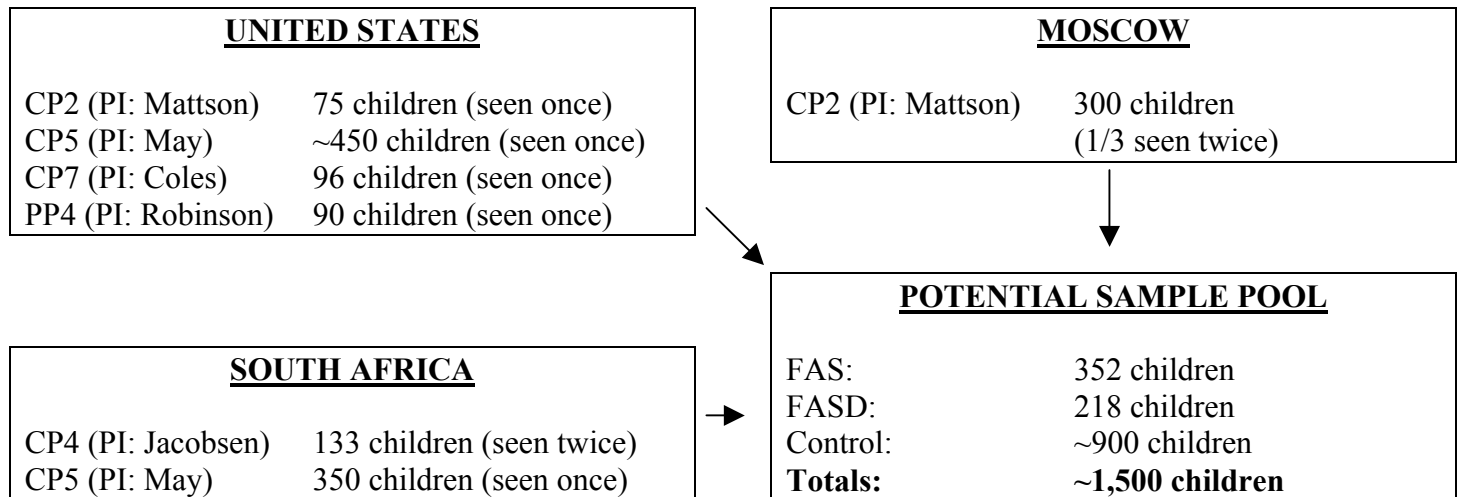 UNITED STATES
CP2 (PI: Mattson) 75 children (seen once)
CP5 (PI: May) ~450 children (seen once)
CP7 (PI: Coles) 96 children (seen once)
PP4 (PI: Robinson) 90 children (seen once)
MOSCOW
CP2 (PI: Mattson) 300 children
(1/3 seen twice)
SOUTH AFRICA
CP4 (PI: Jacobsen) 133 children (seen twice)
CP5 (PI: May) 350 children (seen once)
POTENTIAL SAMPLE POOL
FAS: 352 children
FASD: 218 children
Control: ~900 children
Totals: ~1,500 children